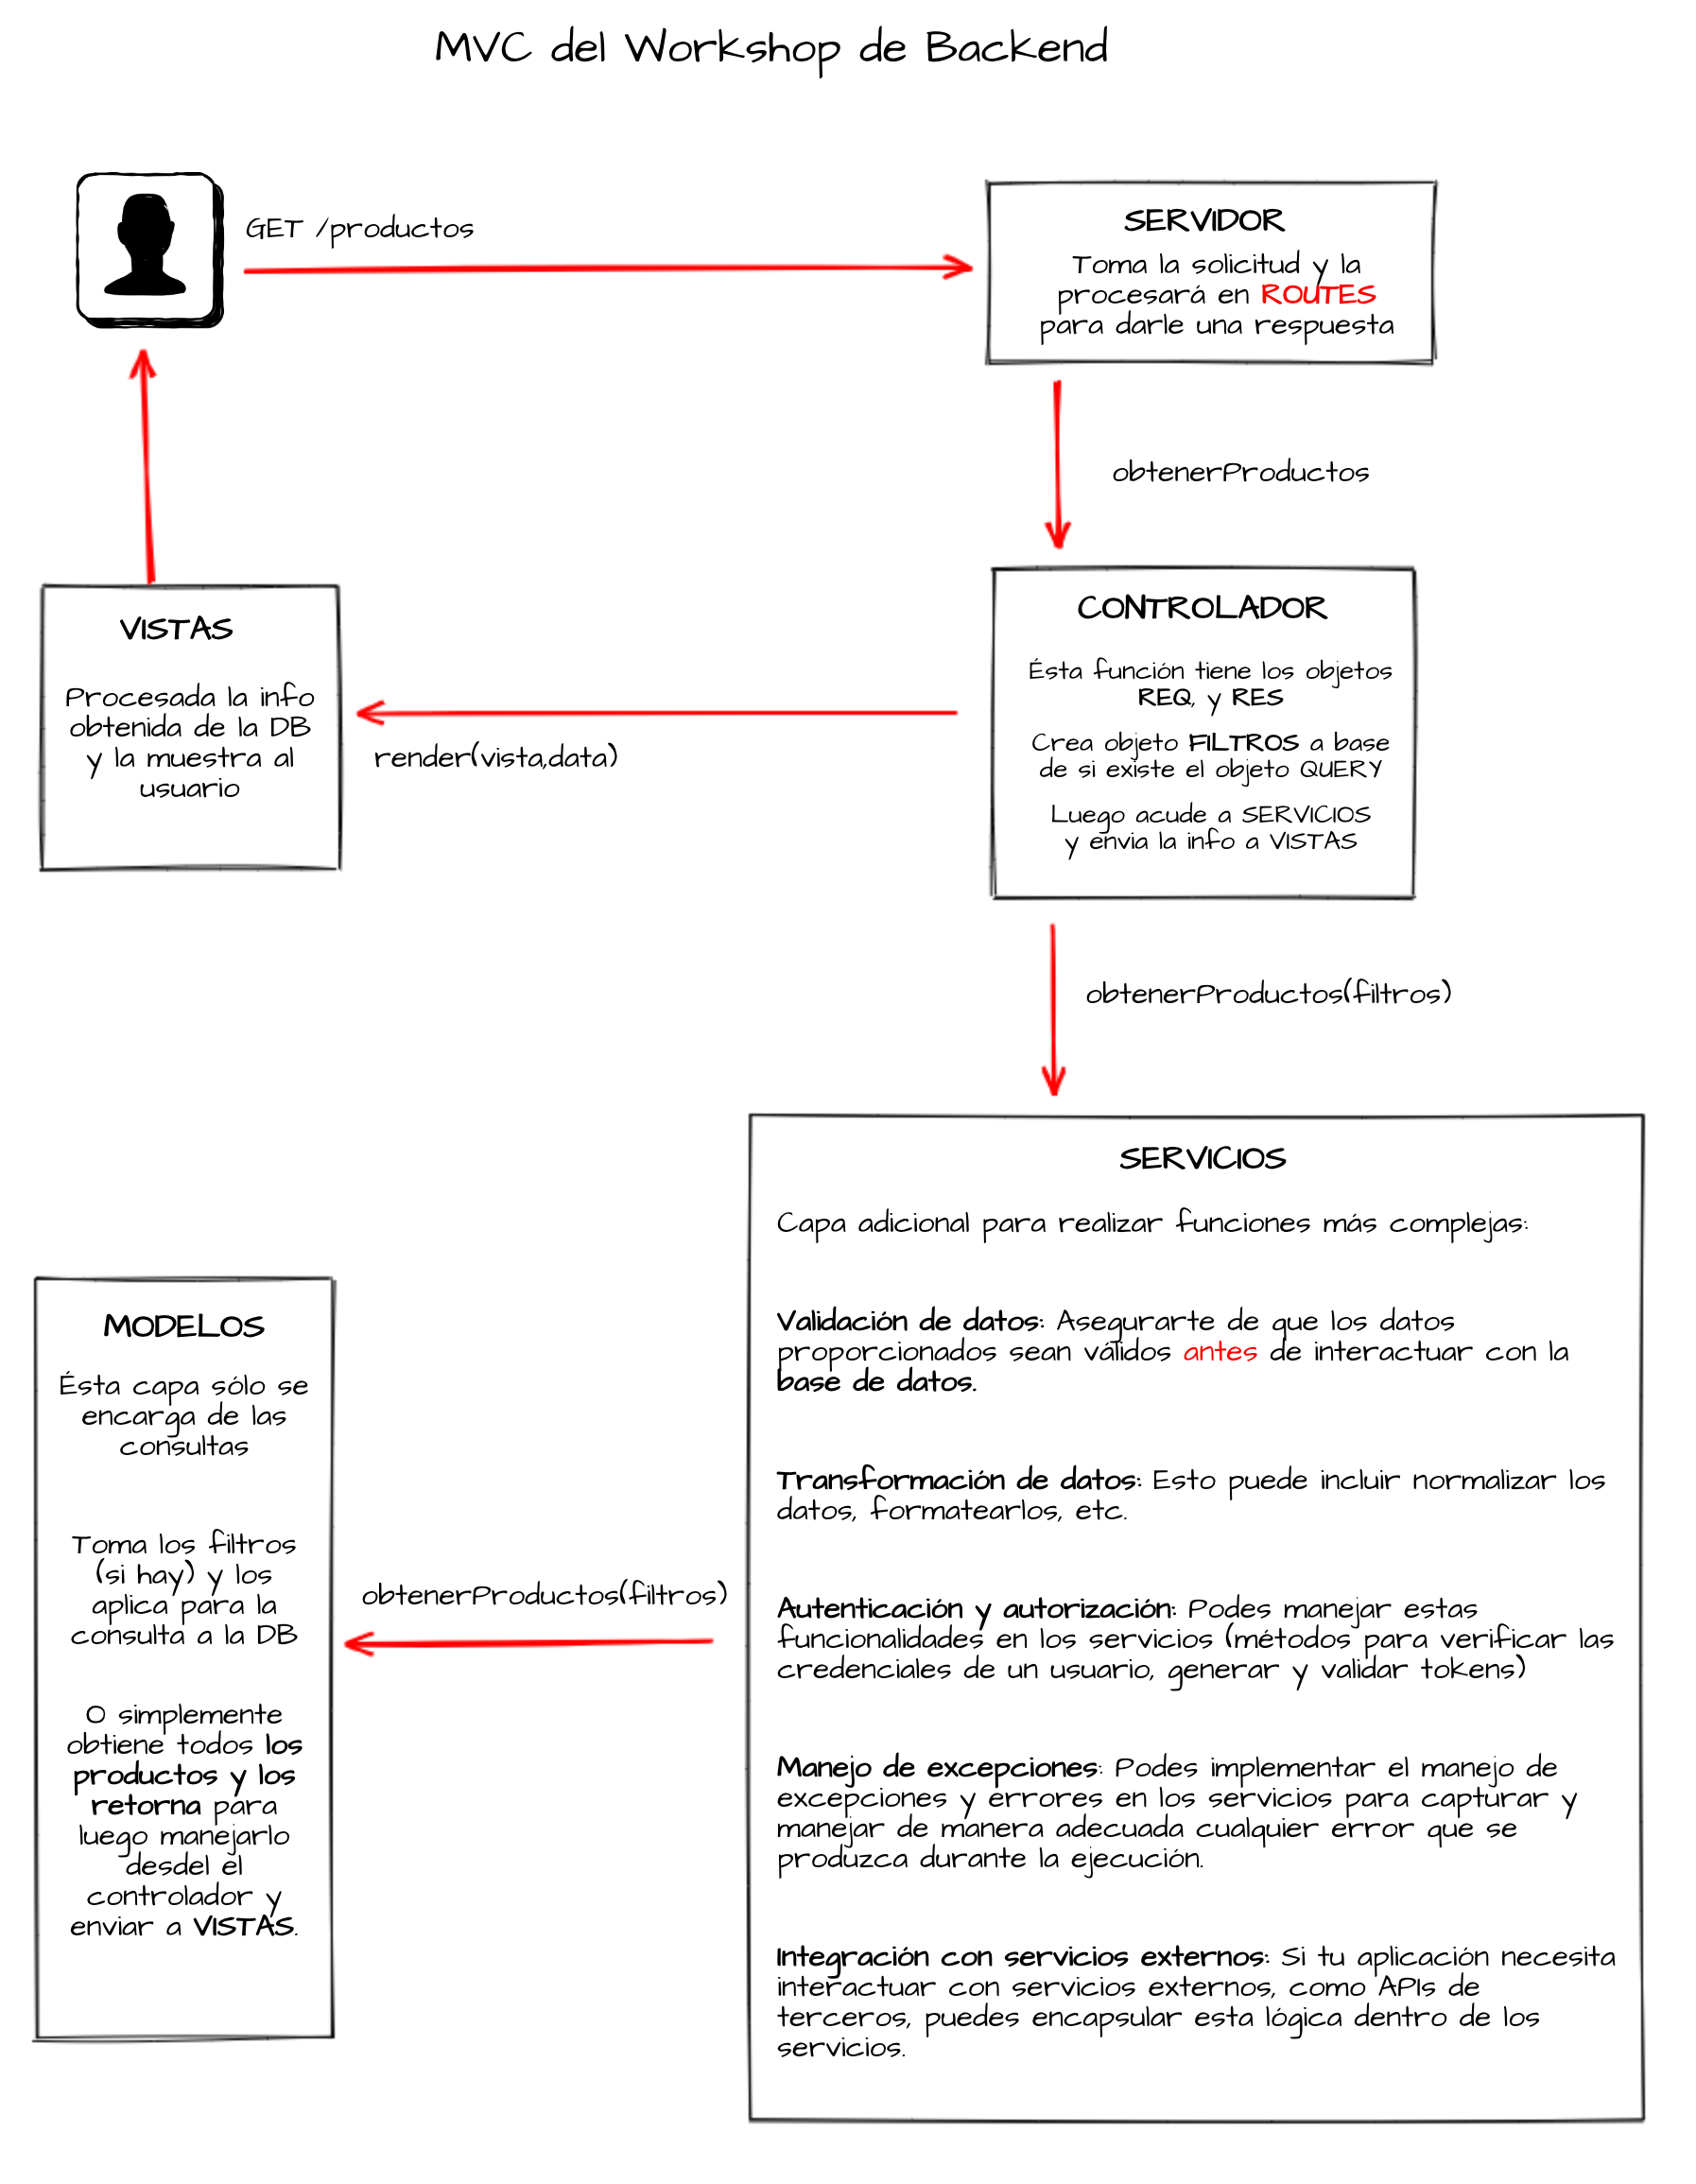 MVC del Workshop de Backend
GET /productos
SERVIDOR
Toma la solicitud y la
procesará en ROUTES
para darle una respuesta
obtenerProductos
VISTAS
Procesada la info
obtenida de la DB
y la muestra al
usuario
render(vista,data)
CONTROLADOR
Ésta función tiene los objetos
REQ, y RES
Crea objeto FILTROS a base
de si existe el objeto QUERY
Luego acude a SERVICIOS
y envia la info a VISTAS
obtenerProductos(filtros)
SERVICIOS
Capa adicional para realizar funciones más complejas:
Validación de datos: Asegurarte de que los datos
proporcionados sean válidos antes de interactuar con la
base de datos.
Transformación de datos: Esto puede incluir normalizar los
datos, formatearlos, etc.
Autenticación y autorización: Podes manejar estas
funcionalidades en los servicios (métodos para verificar las
credenciales de un usuario, generar y validar tokens)
Manejo de excepciones: Podes implementar el manejo de
excepciones y errores en los servicios para capturar y
manejar de manera adecuada cualquier error que se
produzca durante la ejecución.
Integración con servicios externos: Si tu aplicación necesita
interactuar con servicios externos, como APIs de
terceros, puedes encapsular esta lógica dentro de los
servicios.
obtenerProductos(filtros)
MODELOS
Ésta capa sólo se
encarga de las
consultas
Toma los filtros
(si hay) y los
aplica para la
consulta a la DB
O simplemente
obtiene todos los
productos y los
retorna para
luego manejarlo
desdel el
controlador y
enviar a VISTAS.